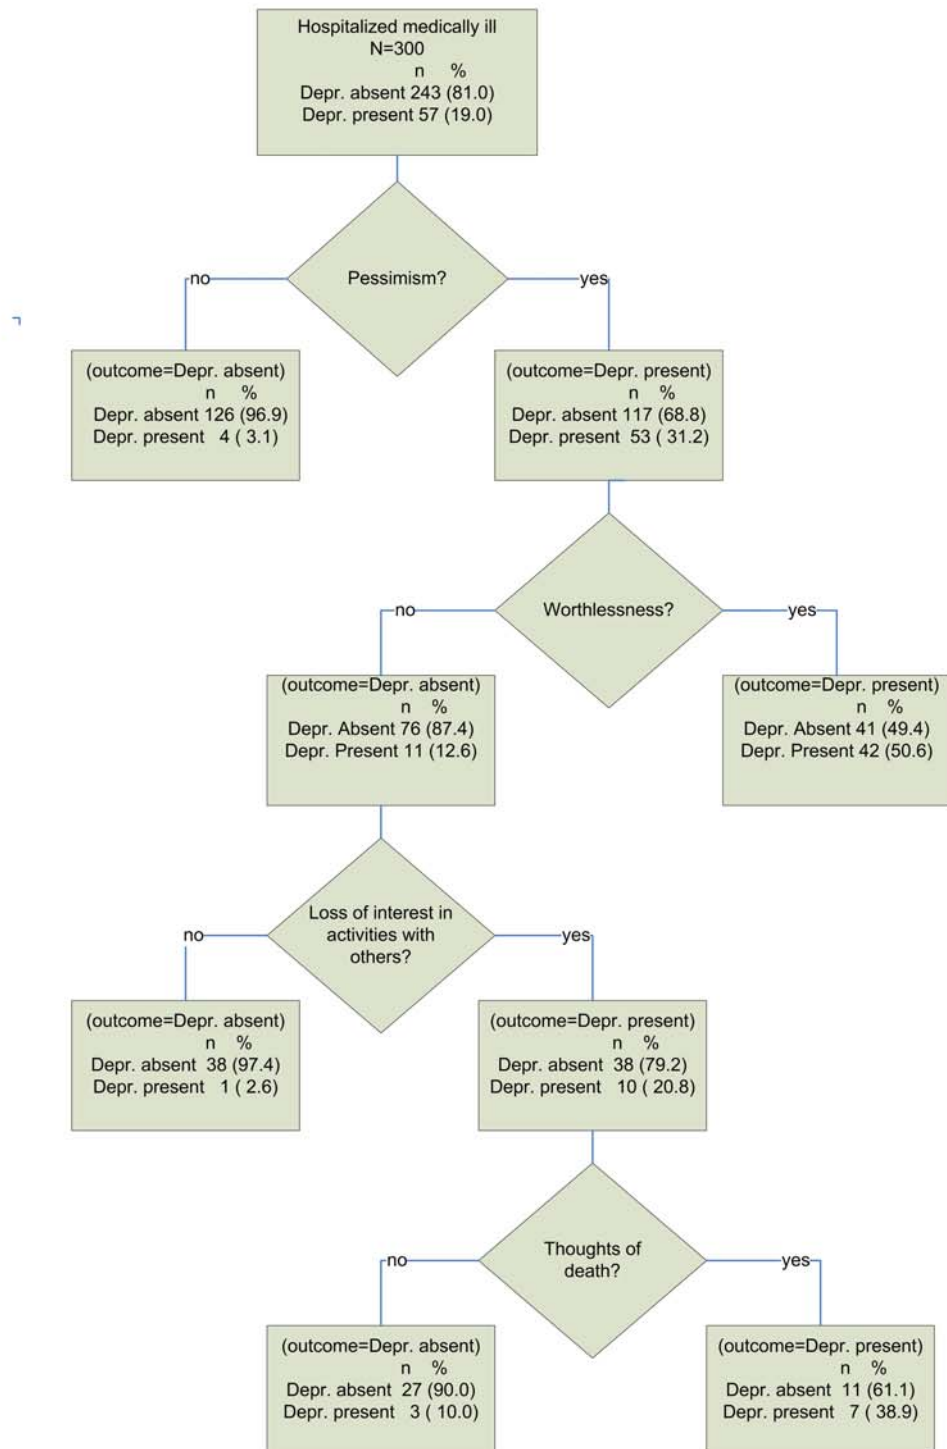 Hospitalized medically ill
N=300
n %
Depr. absent 243 (81.0)
Depr. present 57 (19.0)
Pessimism?
no
yes
(outcome=Depr. absent)
n %
Depr. absent 126 (96.9)
Depr. present 4 ( 3.1)
(outcome=Depr. present)
n %
Depr. absent 117 (68.8)
Depr. present 53 ( 31.2)
Worthlessness?
no
yes
(outcome=Depr. absent)
n %
Depr. Absent 76 (87.4)
Depr. Present 11 (12.6)
(outcome=Depr. present)
n %
Depr. Absent 41 (49.4)
Depr. Present 42 (50.6)
Loss of interest in
activities with
others?
no
yes
(outcome=Depr. absent)
n %
Depr. absent 38 (97.4)
Depr. present 1 ( 2.6)
(outcome=Depr. present)
n %
Depr. absent 38 (79.2)
Depr. present 10 ( 20.8)
Thoughts of
death?
no
yes
(outcome=Depr. absent)
n %
Depr. absent 27 (90.0)
Depr. present 3 ( 10.0)
(outcome=Depr. present)
n %
Depr. absent 11 (61.1)
Depr. present 7 ( 38.9)